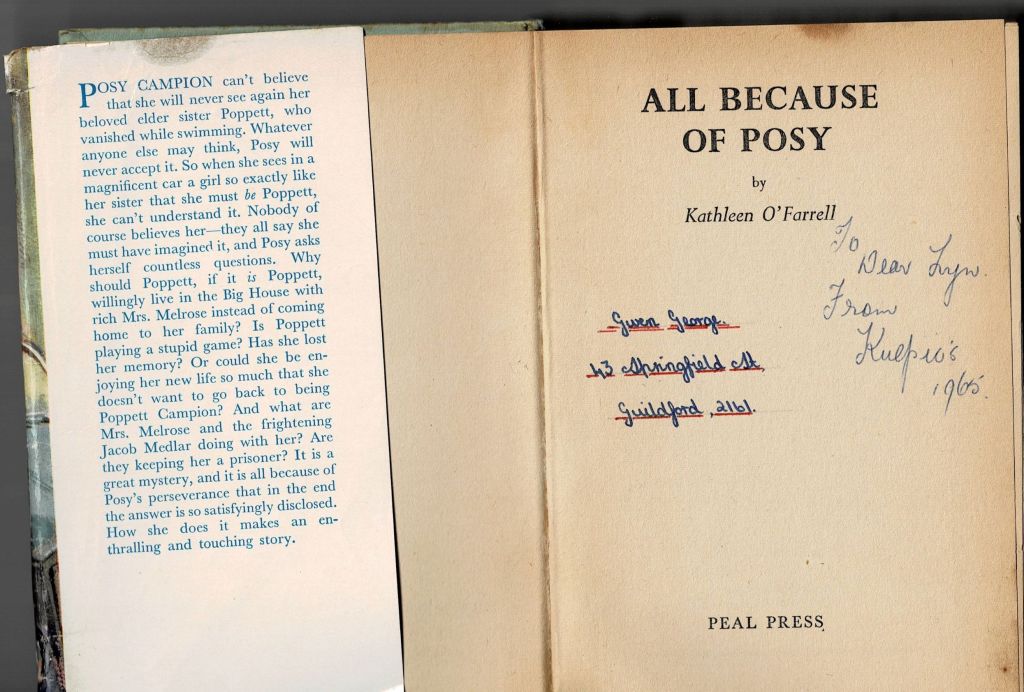 POSY CAMPION can't believe
that she will never see again her
beloved elder sister Poppett, who
vanished while swimming. Whatever
anyone else may think, Posy will
never accept it. So when she sees in a
magnificent car a girl so exactly like
her sister that she must be Poppett,
she can't understand it. Nobody of
course believes her—they all say she
must have imagined it, and Posy asks
herself countless questions. Why
should Poppett, if it is Poppett,
willingly live in the Big House with
rich Mrs. Melrose instead of coming
home to her family? Is Poppett
playing a stupid game? Has she lost
her memory? Or could she be en-
joying her new life so much that she
doesn't want to go back to being
Poppett Campion? And what are
Mrs. Melrose and the frightening
Jacob Medlar doing with her? Are
they keeping her a prisoner? It is a
great mystery, and it is all because of
Posy's perseverance that in the end
the answer is so satisfyingly disclosed.
How she does it makes an en-
thralling and touching story.
ALL BECAUSE
OF POSY
by
Kathleen O'Farrell
To
Dear Lyn.
From
1965.
Gwen George.
43 Springfield St,
Guildford, 2161.
PEAL PRESS